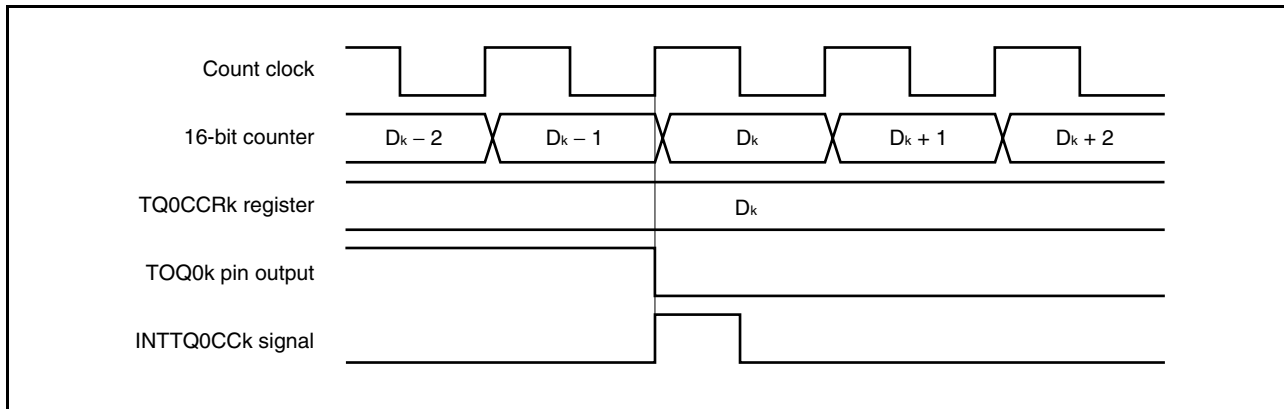 Count clock
16-bit counter
Dk − 2
Dk − 1
Dk
Dk + 1
Dk + 2
TQ0CCRk register
Dk
TOQ0k pin output
INTTQ0CCk signal